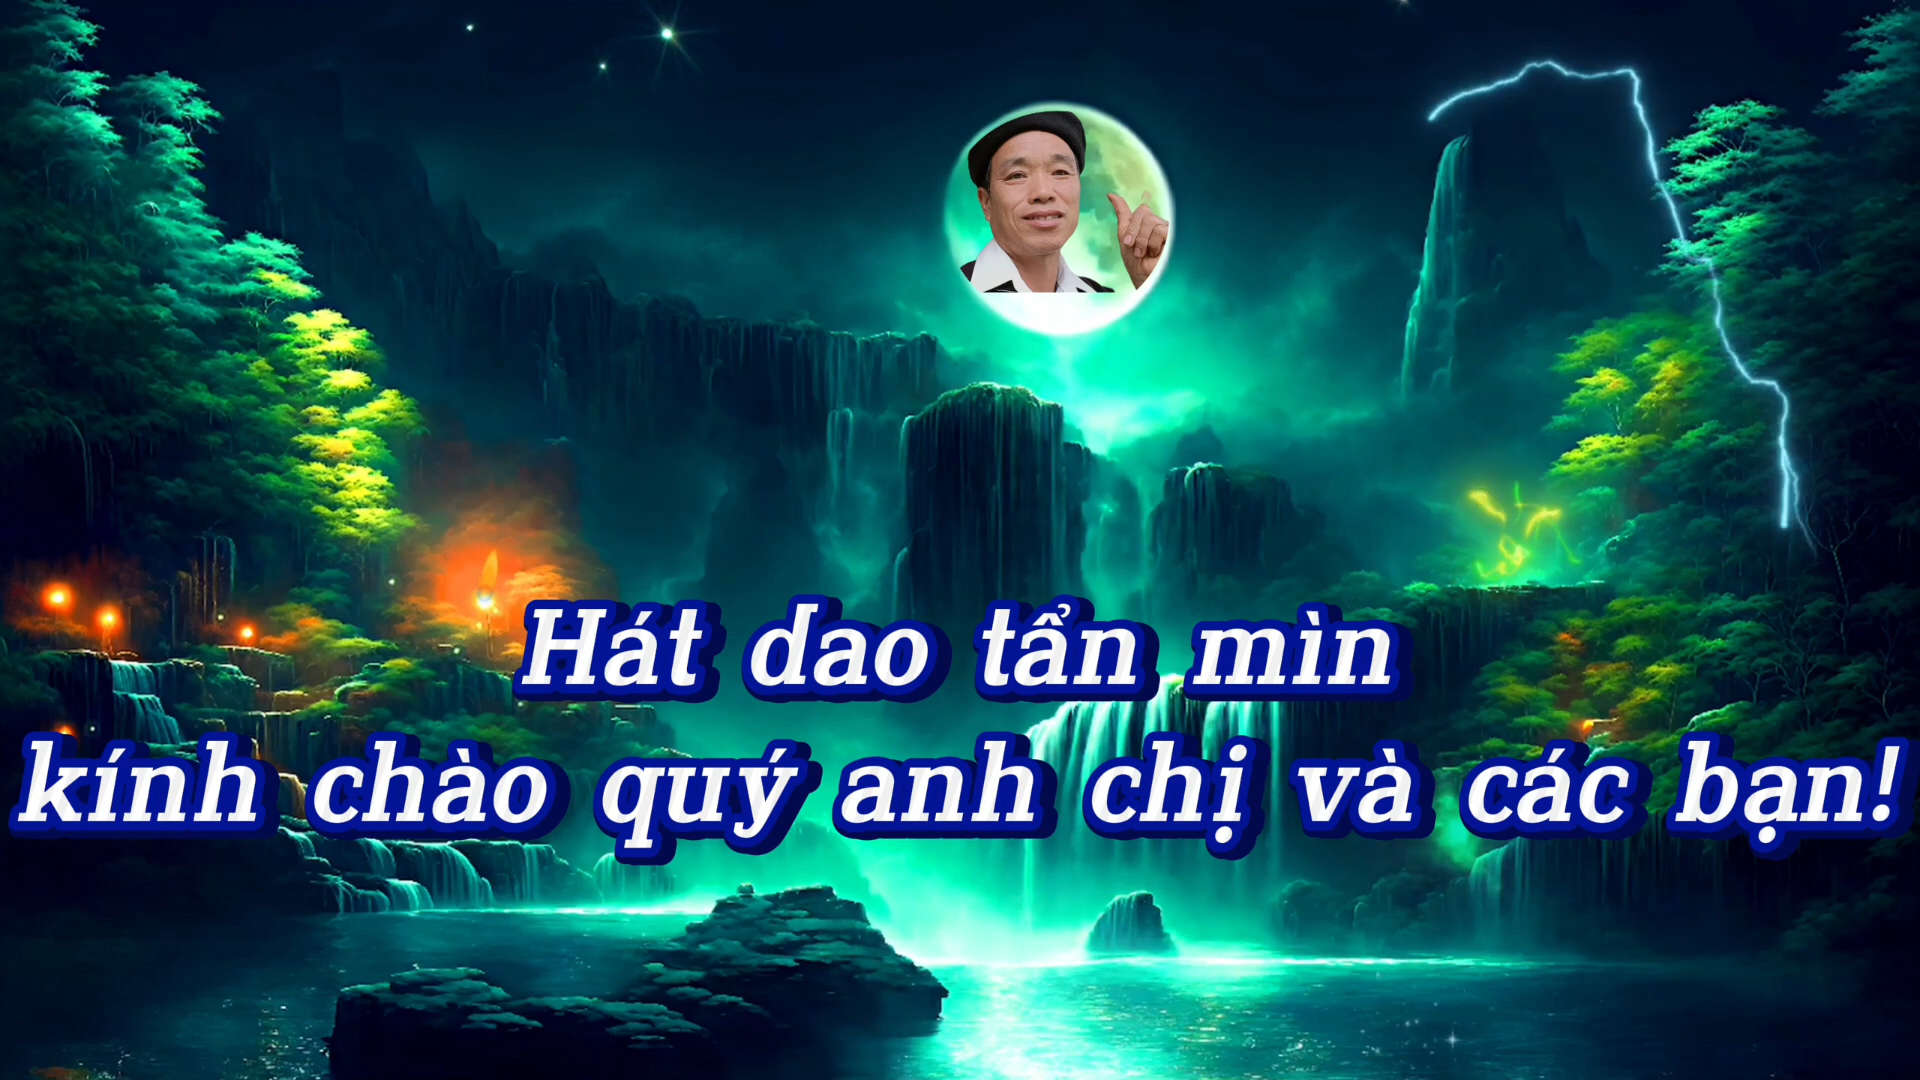 Hát dao tẩn mìn
kính chào quý anh chị và các bạn!